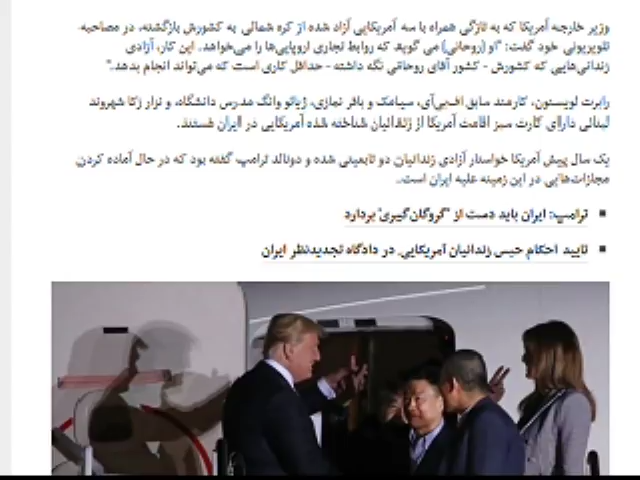 وزیر خارجه آمریکا که به تازگی همراه با سه آمریکایی آزاد شده از کره شمالی به کشورش بازگشته، در مصاحبه
تلویزیونی خود گفت: "او (روحانی) می گوید که روابط تجاری اروپایی‌ها را می‌خواهد. این کار، آزادی
زندانی‌هایی که کشورش - کشور آقای روحانی نگه داشته - حداقل کاری است که می‌تواند انجام بدهد."
رابرت لوینسون، کارمند سابق اف‌بی‌آی، سیامک و باقر نمازی، ژیائو وانگ مدرس دانشگاه، و نزار زکا شهروند
لبنانی دارای کارت سبز اقامت آمریکا از زندانیان شناخته شده آمریکایی در ایران هستند.
یک سال پیش آمریکا خواستار آزادی زندانیان دو تابعیتی شده و دونالد ترامپ گفته بود که در حال آماده کردن
مجازات‌هایی در این زمینه علیه ایران است.
ترامپ: ایران باید دست از "گروگان‌گیری" بردارد
تایید احکام حبس زندانیان آمریکایی در دادگاه تجدیدنظر ایران